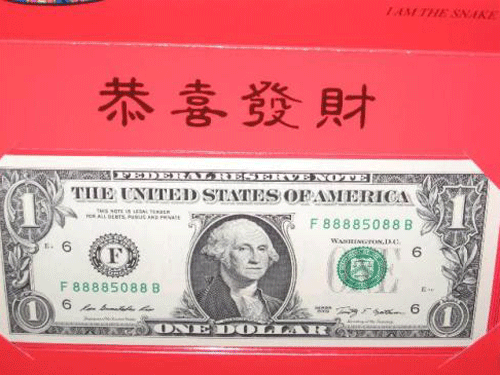 I AM THE SNAKE
恭喜發財
FEDERAL RESERVE NOTE
THE UNITED STATES OF AMERICA
THIS NOTE IS LEGAL TENDER
FOR ALL DEBTS, PUBLIC AND PRIVATE
F 88885088 B
WASHINGTON, D.C.
6 6
F
F 88885088 B
6 6
SERIES
1 1
1 1
ONE DOLLAR